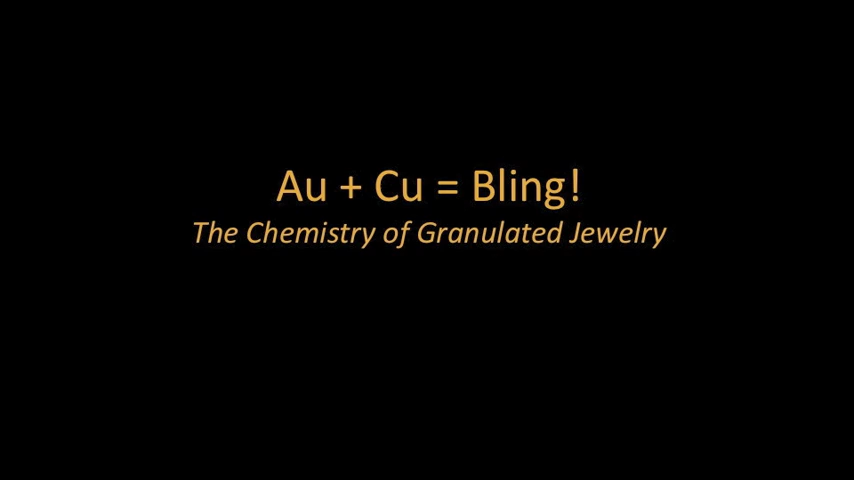 Au + Cu = Bling!
The Chemistry of Granulated Jewelry